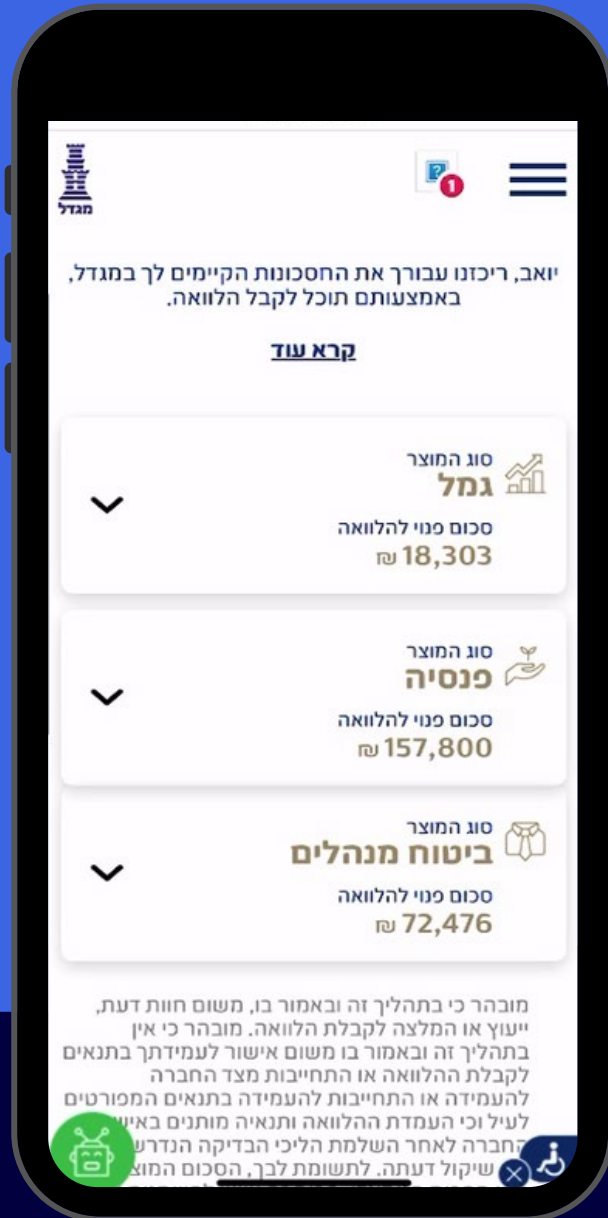 מגדל
1
יואב, ריכזנו עבורך את החסכונות הקיימים לך במגדל,
באמצעותם תוכל לקבל הלוואה.
קרא עוד
סוג המוצר
גמל
סכום פנוי להלוואה
18,303 ₪
סוג המוצר
פנסיה
סכום פנוי להלוואה
157,800 ₪
סוג המוצר
ביטוח מנהלים
סכום פנוי להלוואה
72,476 ₪
מובהר כי בתהליך זה ובאמור בו, משום חוות דעת,
ייעוץ או המלצה לקבלת הלוואה. מובהר כי אין
בתהליך זה ובאמור בו משום אישור לעמידתך בתנאים
לקבלת ההלוואה או התחייבות מצד החברה
להעמידה או התחייבות להעמידה בתנאים המפורטים
לעיל וכי העמדת ההלוואה ותנאיה מותנים
החברה לאחר השלמת הליכי הבדיקה
שיקול דעתה. לתשומת לבך, הסכום